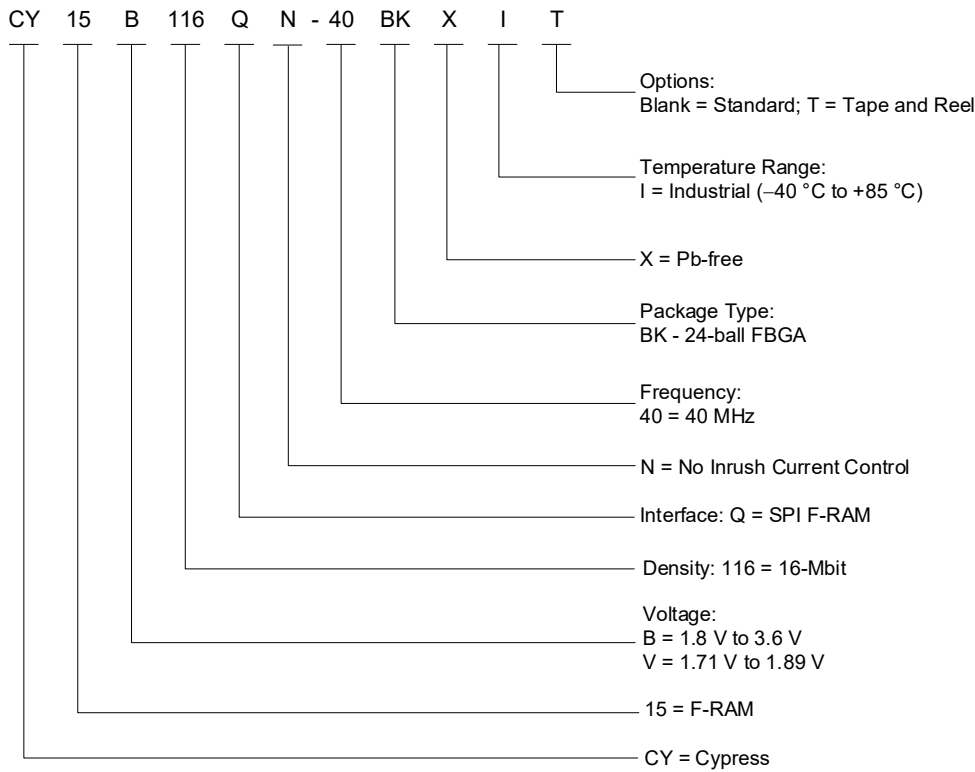 CY 15 B 116 Q N - 40 BK X I T
Options:
Blank = Standard; T = Tape and Reel
Temperature Range:
I = Industrial (–40 °C to +85 °C)
X = Pb-free
Package Type:
BK - 24-ball FBGA
Frequency:
40 = 40 MHz
N = No Inrush Current Control
Interface: Q = SPI F-RAM
Density: 116 = 16-Mbit
Voltage:
B = 1.8 V to 3.6 V
V = 1.71 V to 1.89 V
15 = F-RAM
CY = Cypress